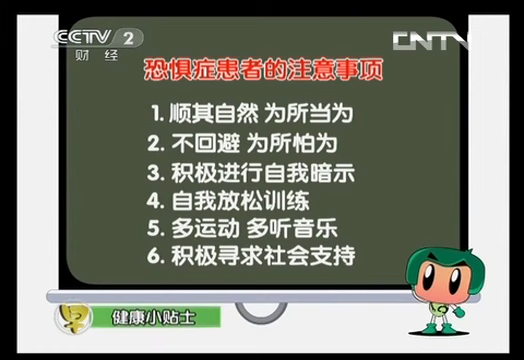 CCTV 2
财 经
CNTV
恐惧症患者的注意事项
1. 顺其自然 为所当为
2. 不回避 为所怕为
3. 积极进行自我暗示
4. 自我放松训练
5. 多运动 多听音乐
6. 积极寻求社会支持
早
健康小贴士